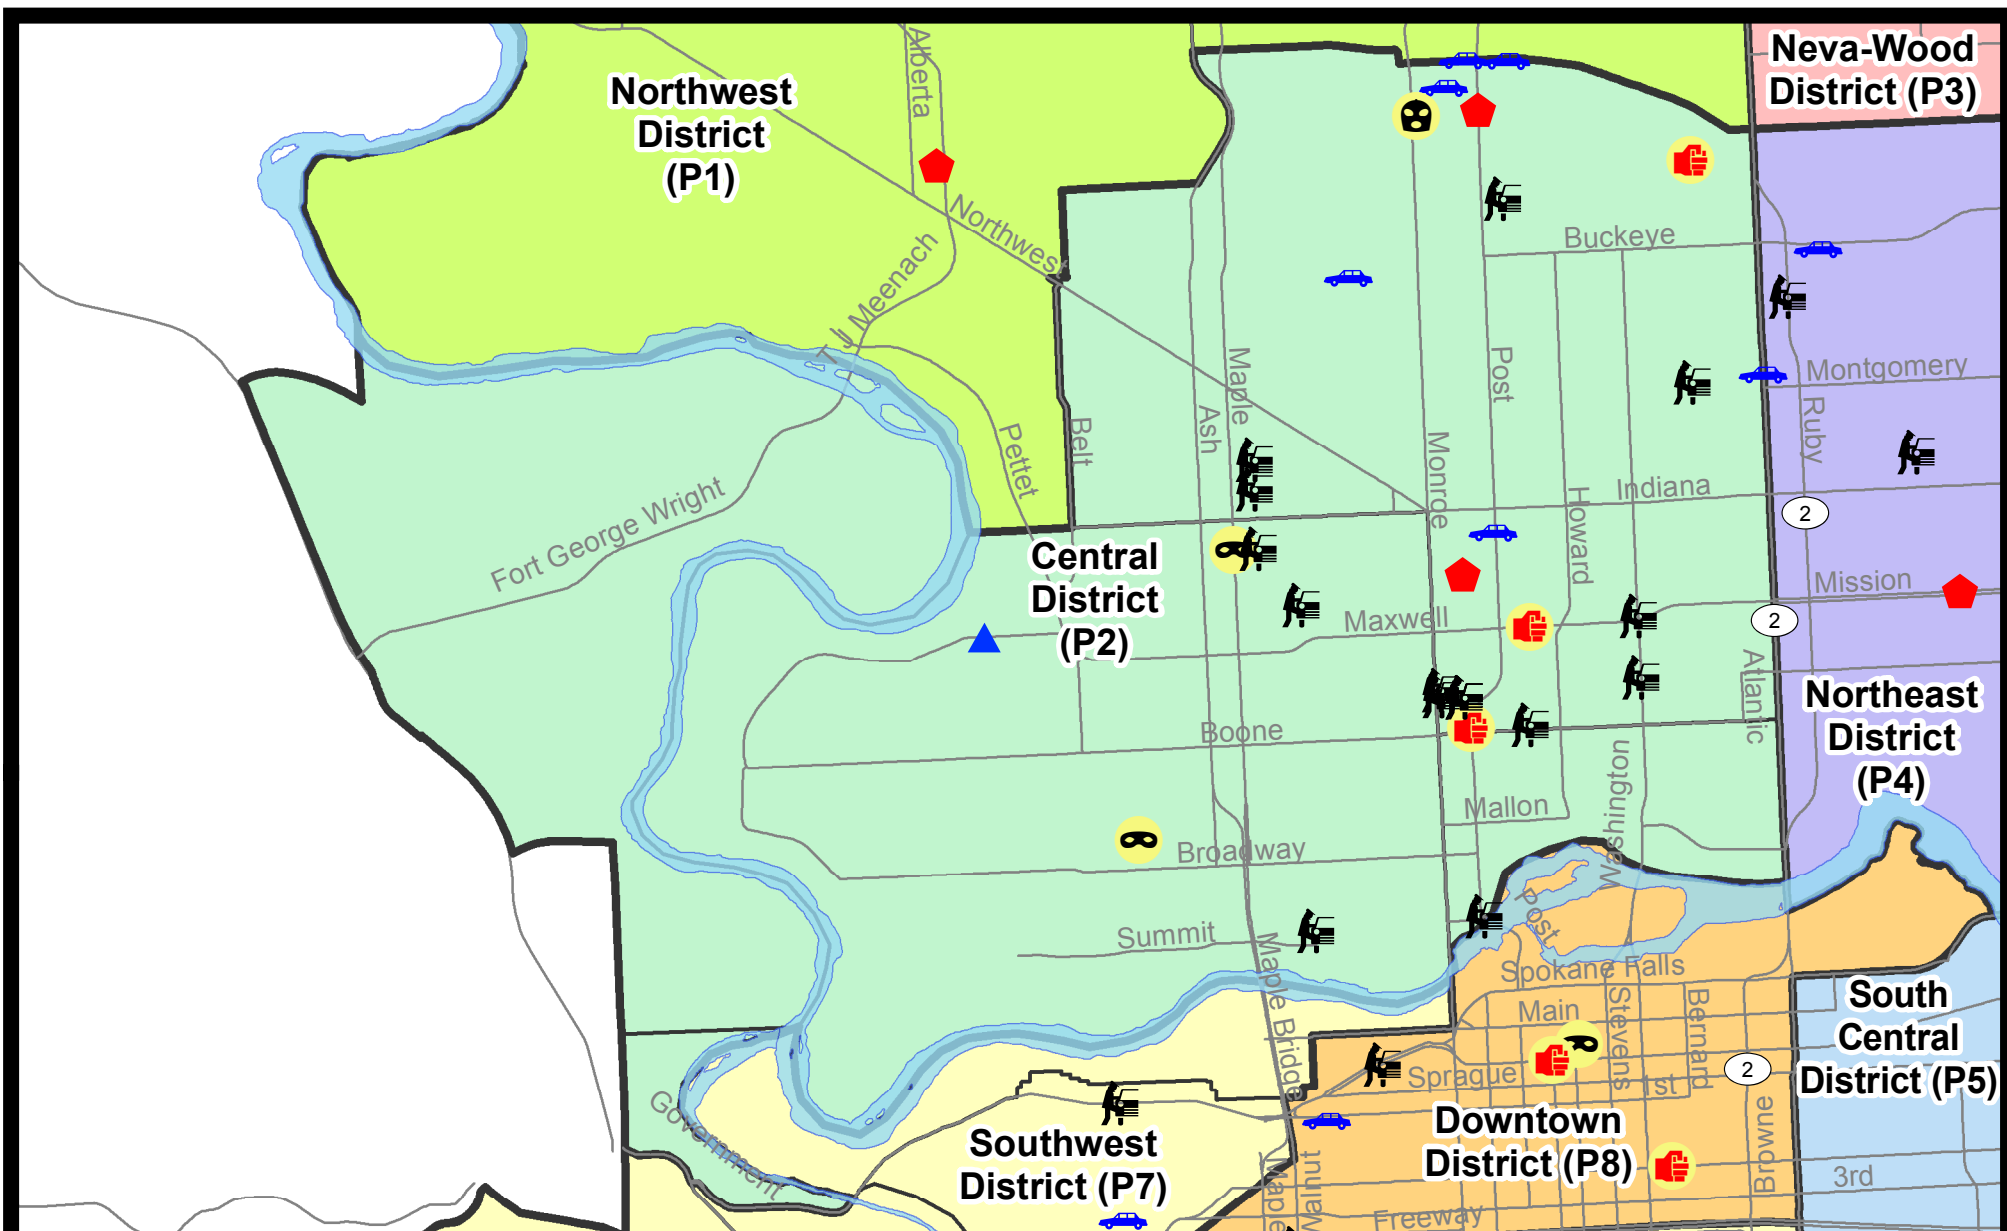 Neva-Wood
District (P3)
Northwest
District
(P1)
Alberta
Northwest
Buckeye
T J Meenach
Montgomery
Maple
Post
Ash
Belt
Pettet
Monroe
Ruby
Indiana
Howard
2
Fort George Wright
Central
District
(P2)
Mission
Maxwell
2
Atlantic
Northeast
District
(P4)
Boone
Washington
Mallon
Broadway
Post
Summit
Maple Bridge
Spokane Falls
Main
Stevens
Bernard
South
Central
District (P5)
Sprague
1st
2
Government
Southwest
District (P7)
Downtown
District (P8)
Browne
3rd
Maple
Walnut
Freeway